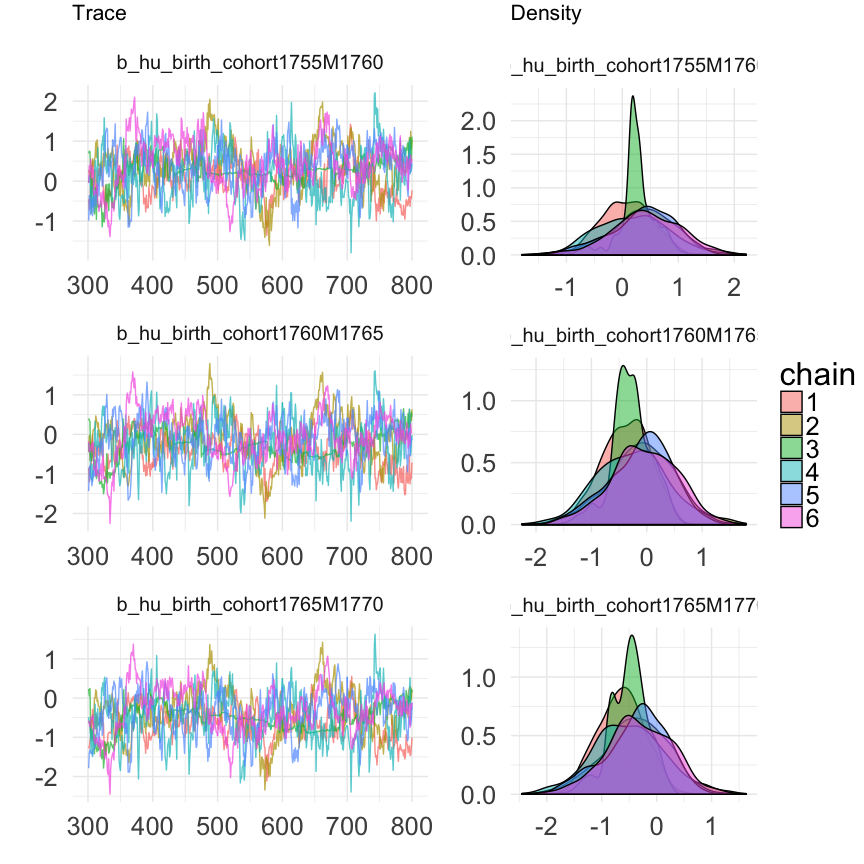 Trace
Density
b_hu_birth_cohort1755M1760
_hu_birth_cohort1755M176
2
1
0
-1
2.0
1.5
1.0
0.5
0.0
300 400 500 600 700 800
-1 0 1 2
b_hu_birth_cohort1760M1765
_hu_birth_cohort1760M176
1
0
-1
-2
1.0
0.5
0.0
300 400 500 600 700 800
-2 -1 0 1
chain
1
2
3
4
5
6
b_hu_birth_cohort1765M1770
_hu_birth_cohort1765M177
1
0
-1
-2
1.0
0.5
0.0
300 400 500 600 700 800
-2 -1 0 1